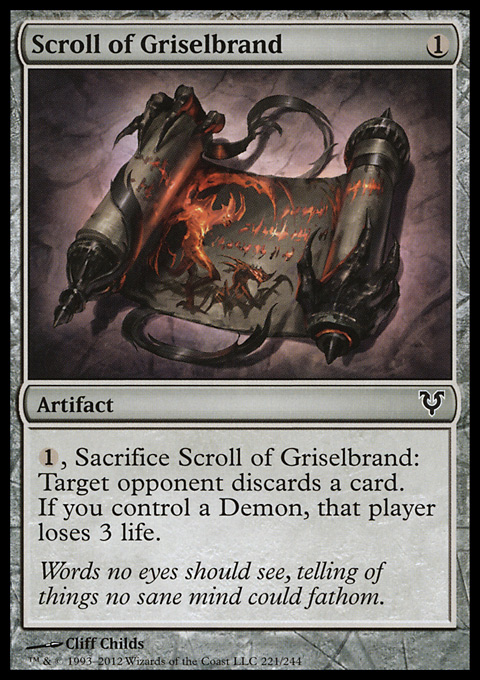 Scroll of Griselbrand 1
Artifact
1, Sacrifice Scroll of Griselbrand:
Target opponent discards a card.
If you control a Demon, that player
loses 3 life.
Words no eyes should see, telling of
things no sane mind could fathom.
Cliff Childs
™ & © 1993–2012 Wizards of the Coast LLC 221/244